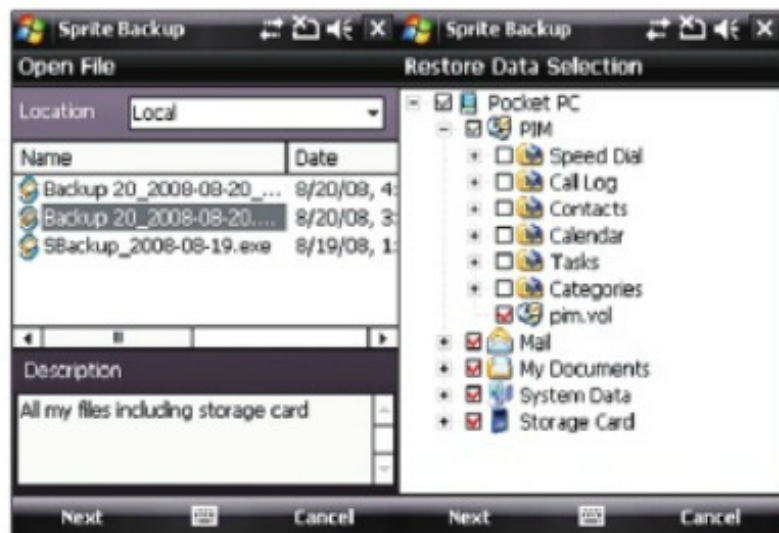 Sprite Backup
Open File
Location Local
Name Date
Backup 20_2008-08-20_... 8/20/08, 4:
Backup 20_2008-08-20.... 8/20/08, 3:
SBackup_2008-08-19.exe 8/19/08, 1:
Description
All my files including storage card
Next Cancel
Sprite Backup
Restore Data Selection
Pocket PC
PIM
Speed Dial
Call Log
Contacts
Calendar
Tasks
Categories
pim.vol
Mail
My Documents
System Data
Storage Card
Next Cancel